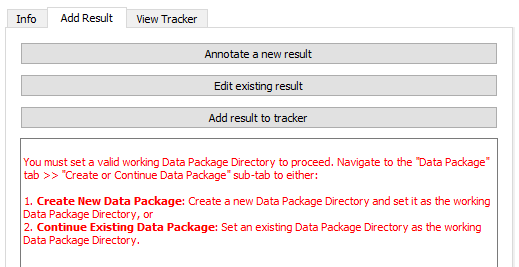 Info
Add Result
View Tracker
Annotate a new result
Edit existing result
Add result to tracker
You must set a valid working Data Package Directory to proceed. Navigate to the "Data Package"
tab >> "Create or Continue Data Package" sub-tab to either:
1. Create New Data Package: Create a new Data Package Directory and set it as the working
Data Package Directory, or
2. Continue Existing Data Package: Set an existing Data Package Directory as the working
Data Package Directory.